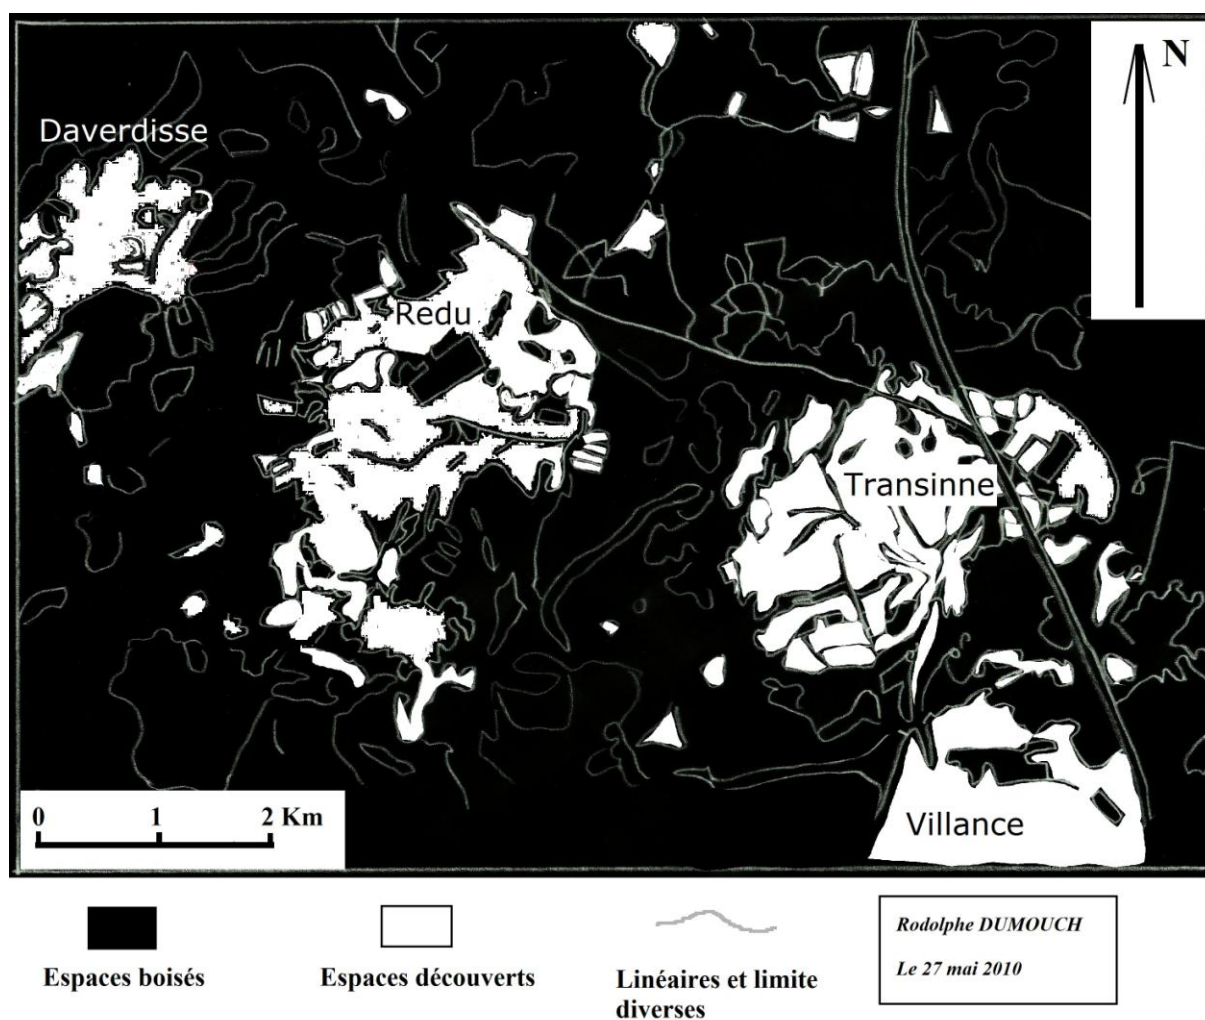 N
Daverdisse
Redu
Transinne
Villance
0 1 2 Km
Espaces boisés
Espaces découverts
Linéaires et limite
diverses
Rodolphe DUMOUCH
Le 27 mai 2010